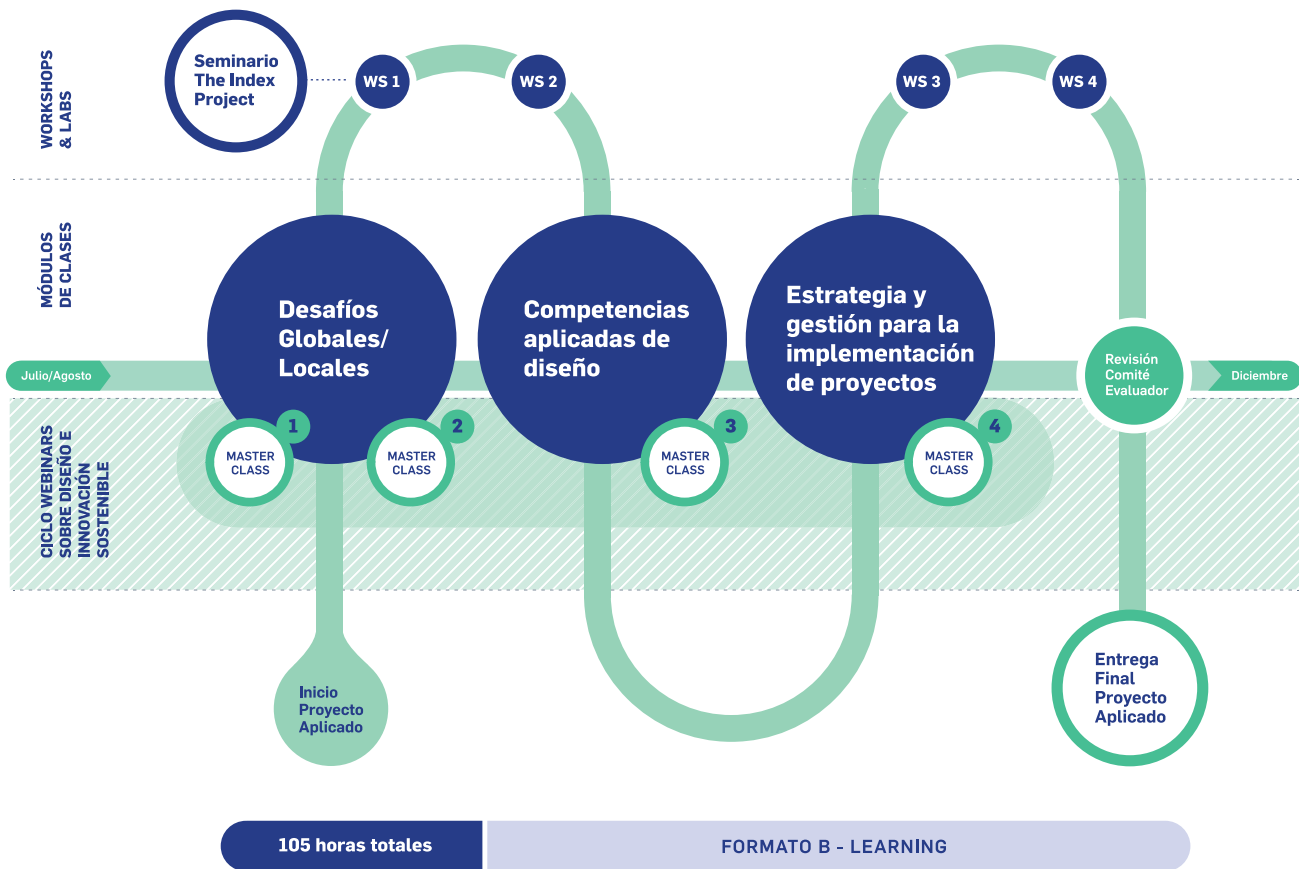 WORKSHOPS
& LABS
Seminario
The Index
Project
WS 1
WS 2
WS 3
WS 4
MÓDULOS
DE CLASES
Desafíos
Globales/
Locales
Competencias
aplicadas de
diseño
Estrategia y
gestión para la
implementación
de proyectos
Julio/Agosto
Revisión
Comité
Evaluador
Diciembre
CICLO WEBINARS
SOBRE DISEÑO E
INNOVACIÓN
SOSTENIBLE
1
MASTER
CLASS
2
MASTER
CLASS
3
MASTER
CLASS
4
MASTER
CLASS
Inicio
Proyecto
Aplicado
Entrega
Final
Proyecto
Aplicado
105 horas totales
FORMATO B - LEARNING